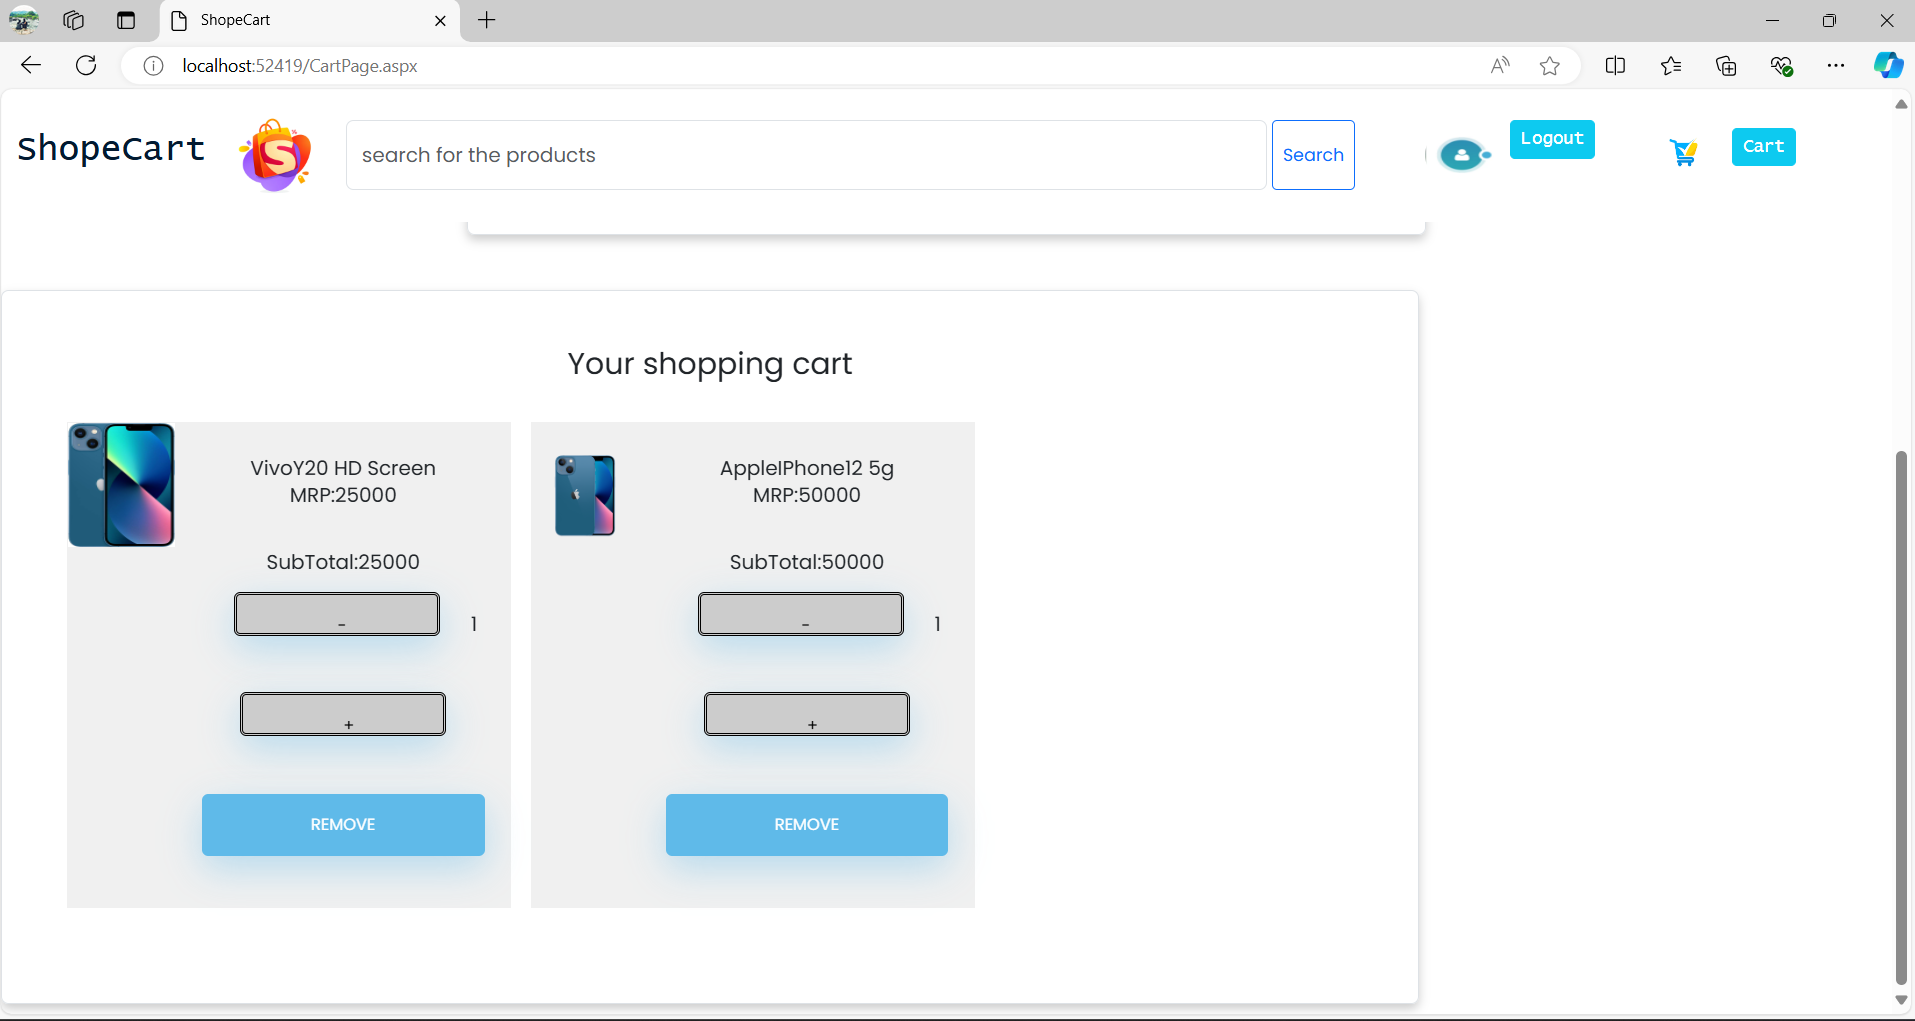 ShopeCart
localhost:52419/CartPage.aspx
ShopeCart
S
search for the products
Search
Logout
Cart
Your shopping cart
VivoY20 HD Screen
MRP:25000
SubTotal:25000
-
1
+
REMOVE
AppleIPhone12 5g
MRP:50000
SubTotal:50000
-
1
+
REMOVE